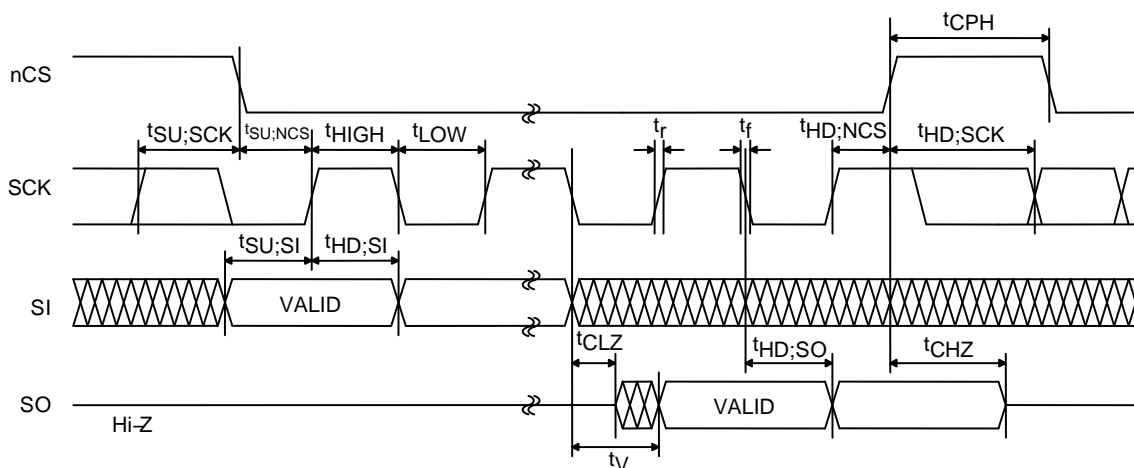 tCPH
nCS
tSU;SCK tSU;NCS tHIGH tLOW tr tf tHD;NCS tHD;SCK
SCK
tSU;SI tHD;SI
SI VALID
tCLZ tHD;SO tCHZ
SO VALID
Hi–Z
tV